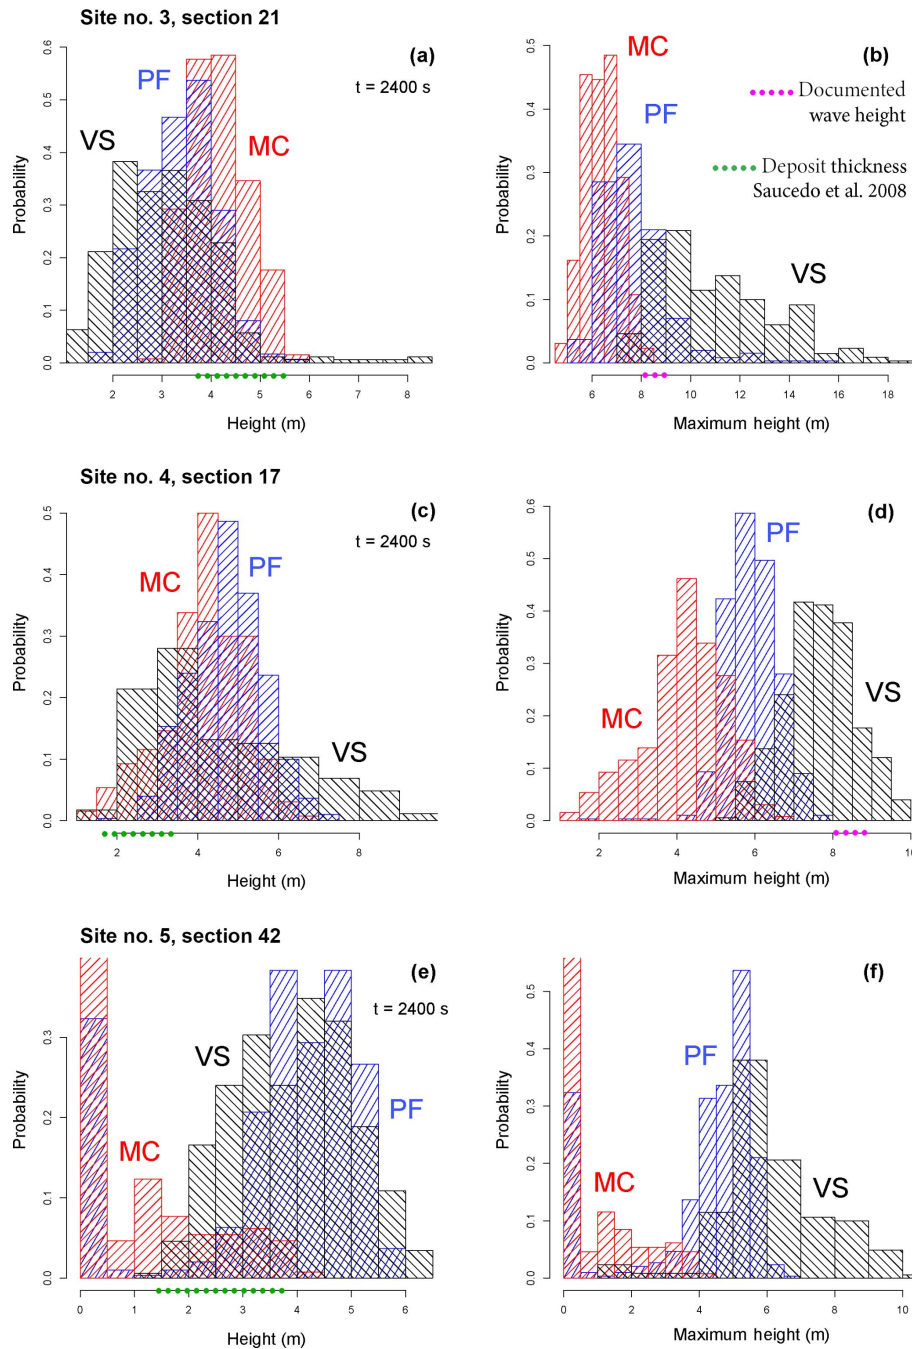 Site no. 3, section 21
(a)
t = 2400 s
PF
VS
MC
Probability
0.0 0.1 0.2 0.3 0.4 0.5 0.6
2 3 4 5 6 7 8
Height (m)
(b)
MC
PF
VS
Documented
wave height
Deposit thickness
Saucedo et al. 2008
Probability
0.0 0.1 0.2 0.3 0.4 0.5
6 8 10 12 14 16 18
Maximum height (m)
Site no. 4, section 17
(c)
t = 2400 s
MC
PF
VS
Probability
0.0 0.1 0.2 0.3 0.4 0.5
2 4 6 8
Height (m)
(d)
PF
MC
VS
Probability
0.0 0.1 0.2 0.3 0.4 0.5 0.6
2 4 6 8 10
Maximum height (m)
Site no. 5, section 42
(e)
t = 2400 s
VS
PF
MC
Probability
0.0 0.1 0.2 0.3
0 1 2 3 4 5 6
Height (m)
(f)
PF
MC
VS
Probability
0.0 0.1 0.2 0.3 0.4 0.5
0 2 4 6 8 10
Maximum height (m)